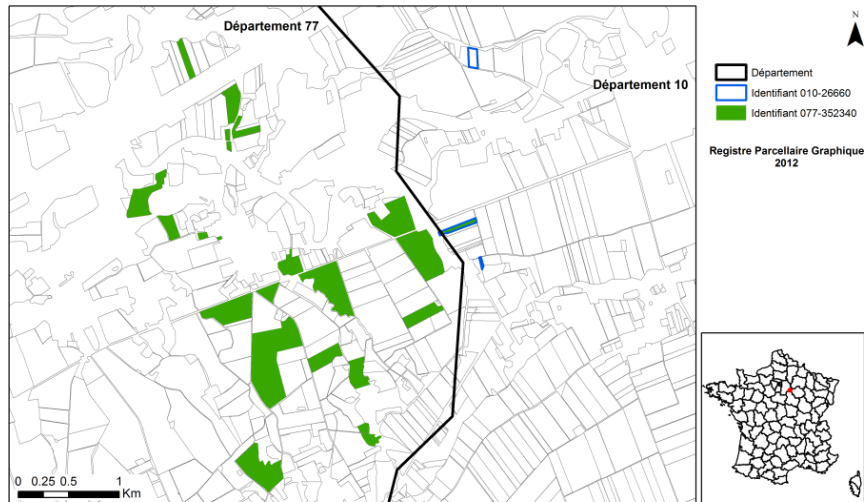 Département 77
Département 10
N
Département
Identifiant 010-26660
Identifiant 077-352340
Registre Parcellaire Graphique
2012
0 0.25 0.5 1
Km